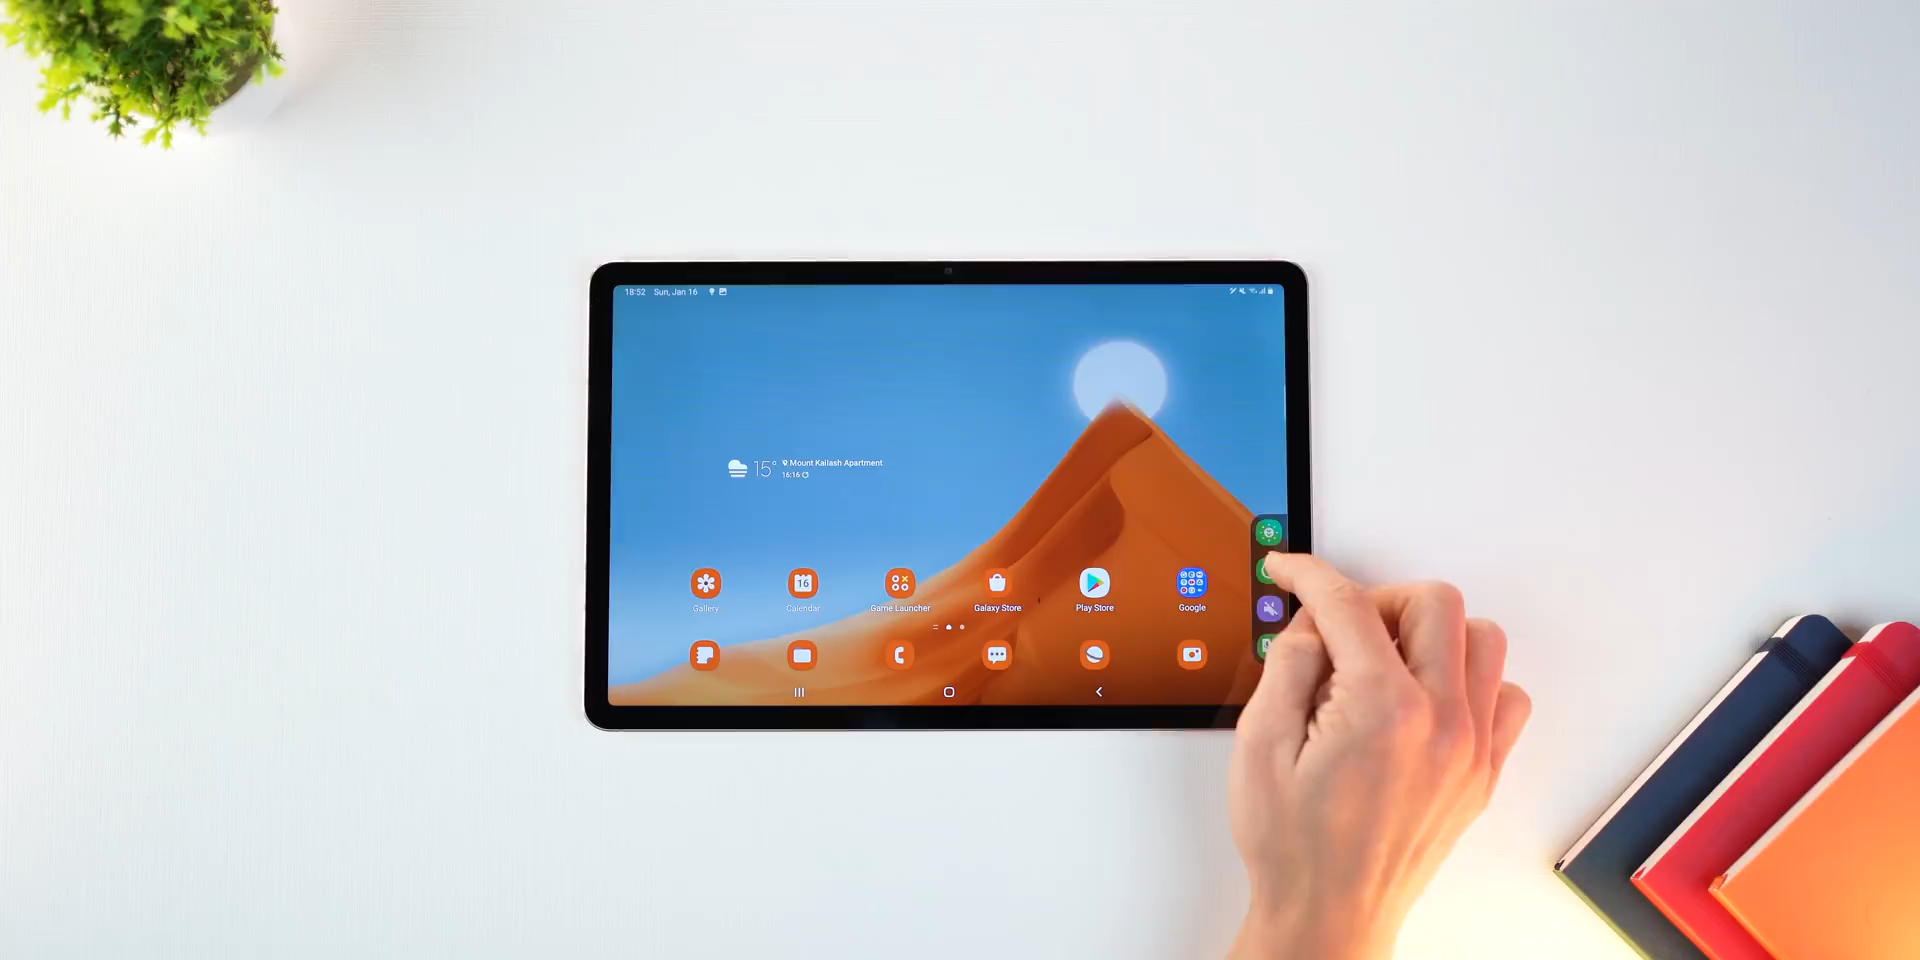 18:52 Sun, Jan 16
15° Mount Kailash Apartment
16:16
16
Gallery Calendar Game Launcher Galaxy Store Play Store Google